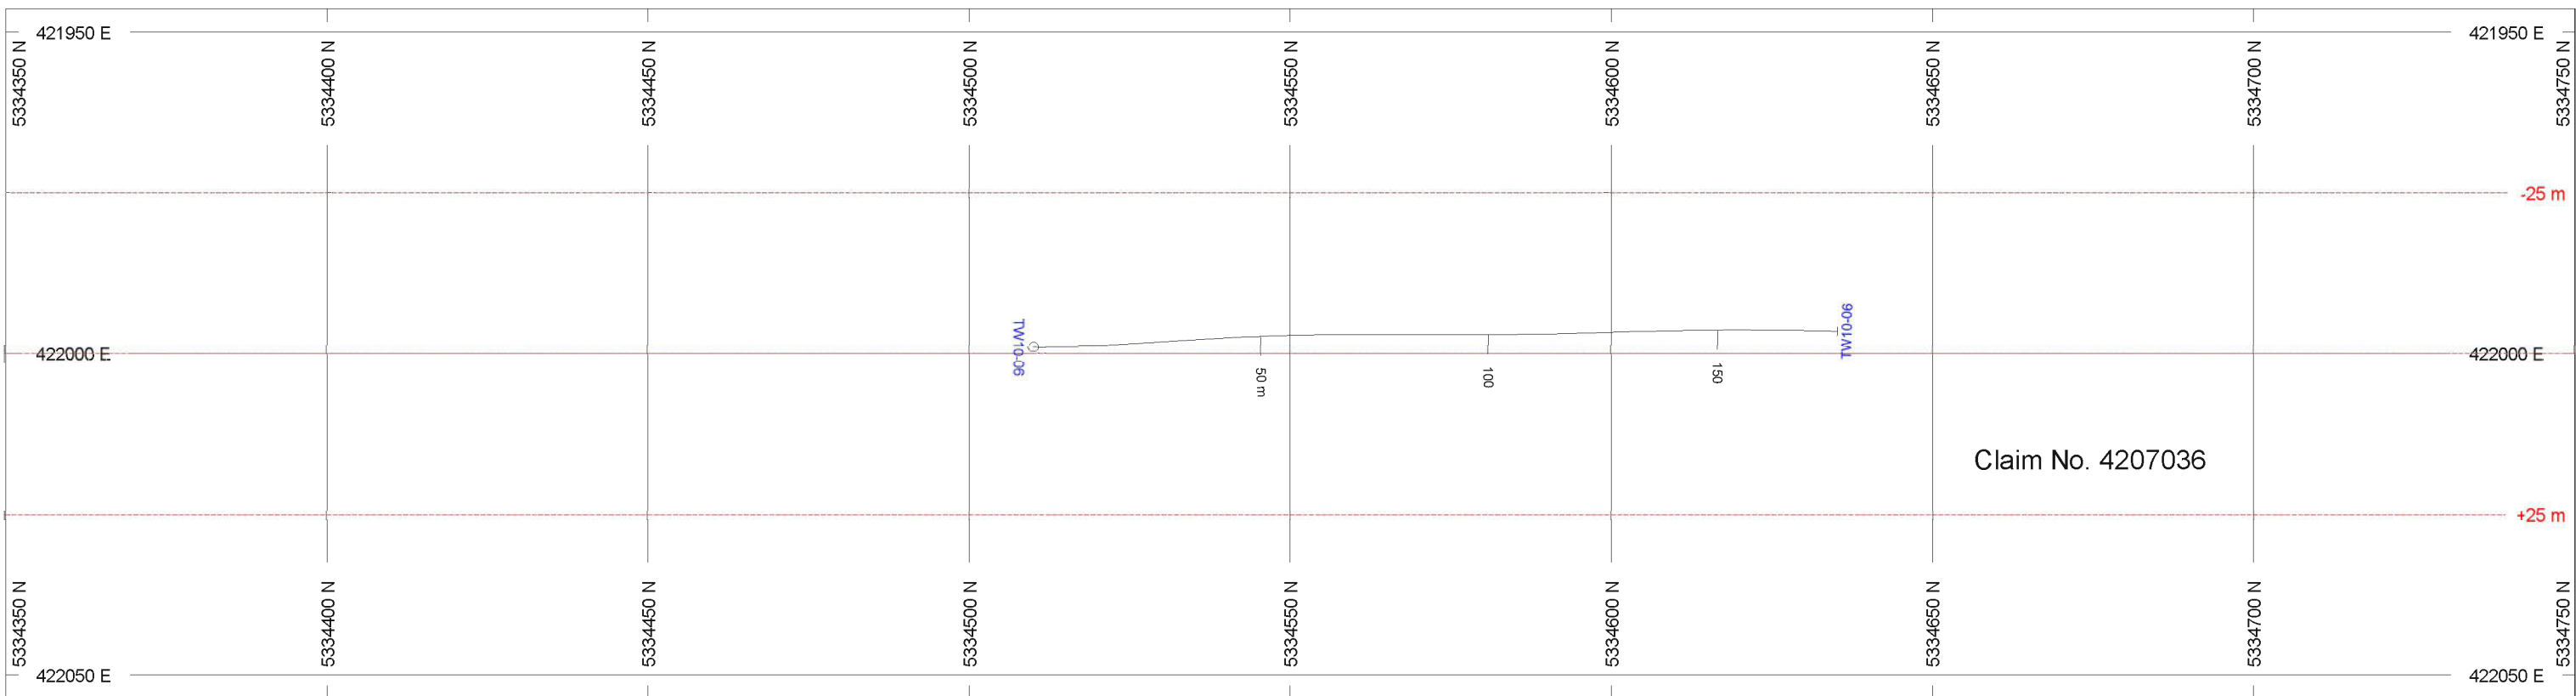 421950 E
421950 E
5334350 N
5334400 N
5334450 N
5334500 N
5334550 N
5334600 N
5334650 N
5334700 N
5334750 N
-25 m
TW10-06
TW10-06
422000 E
422000 E
50 m
100
150
Claim No. 4207036
+25 m
5334350 N
5334400 N
5334450 N
5334500 N
5334550 N
5334600 N
5334650 N
5334700 N
5334750 N
422050 E
422050 E